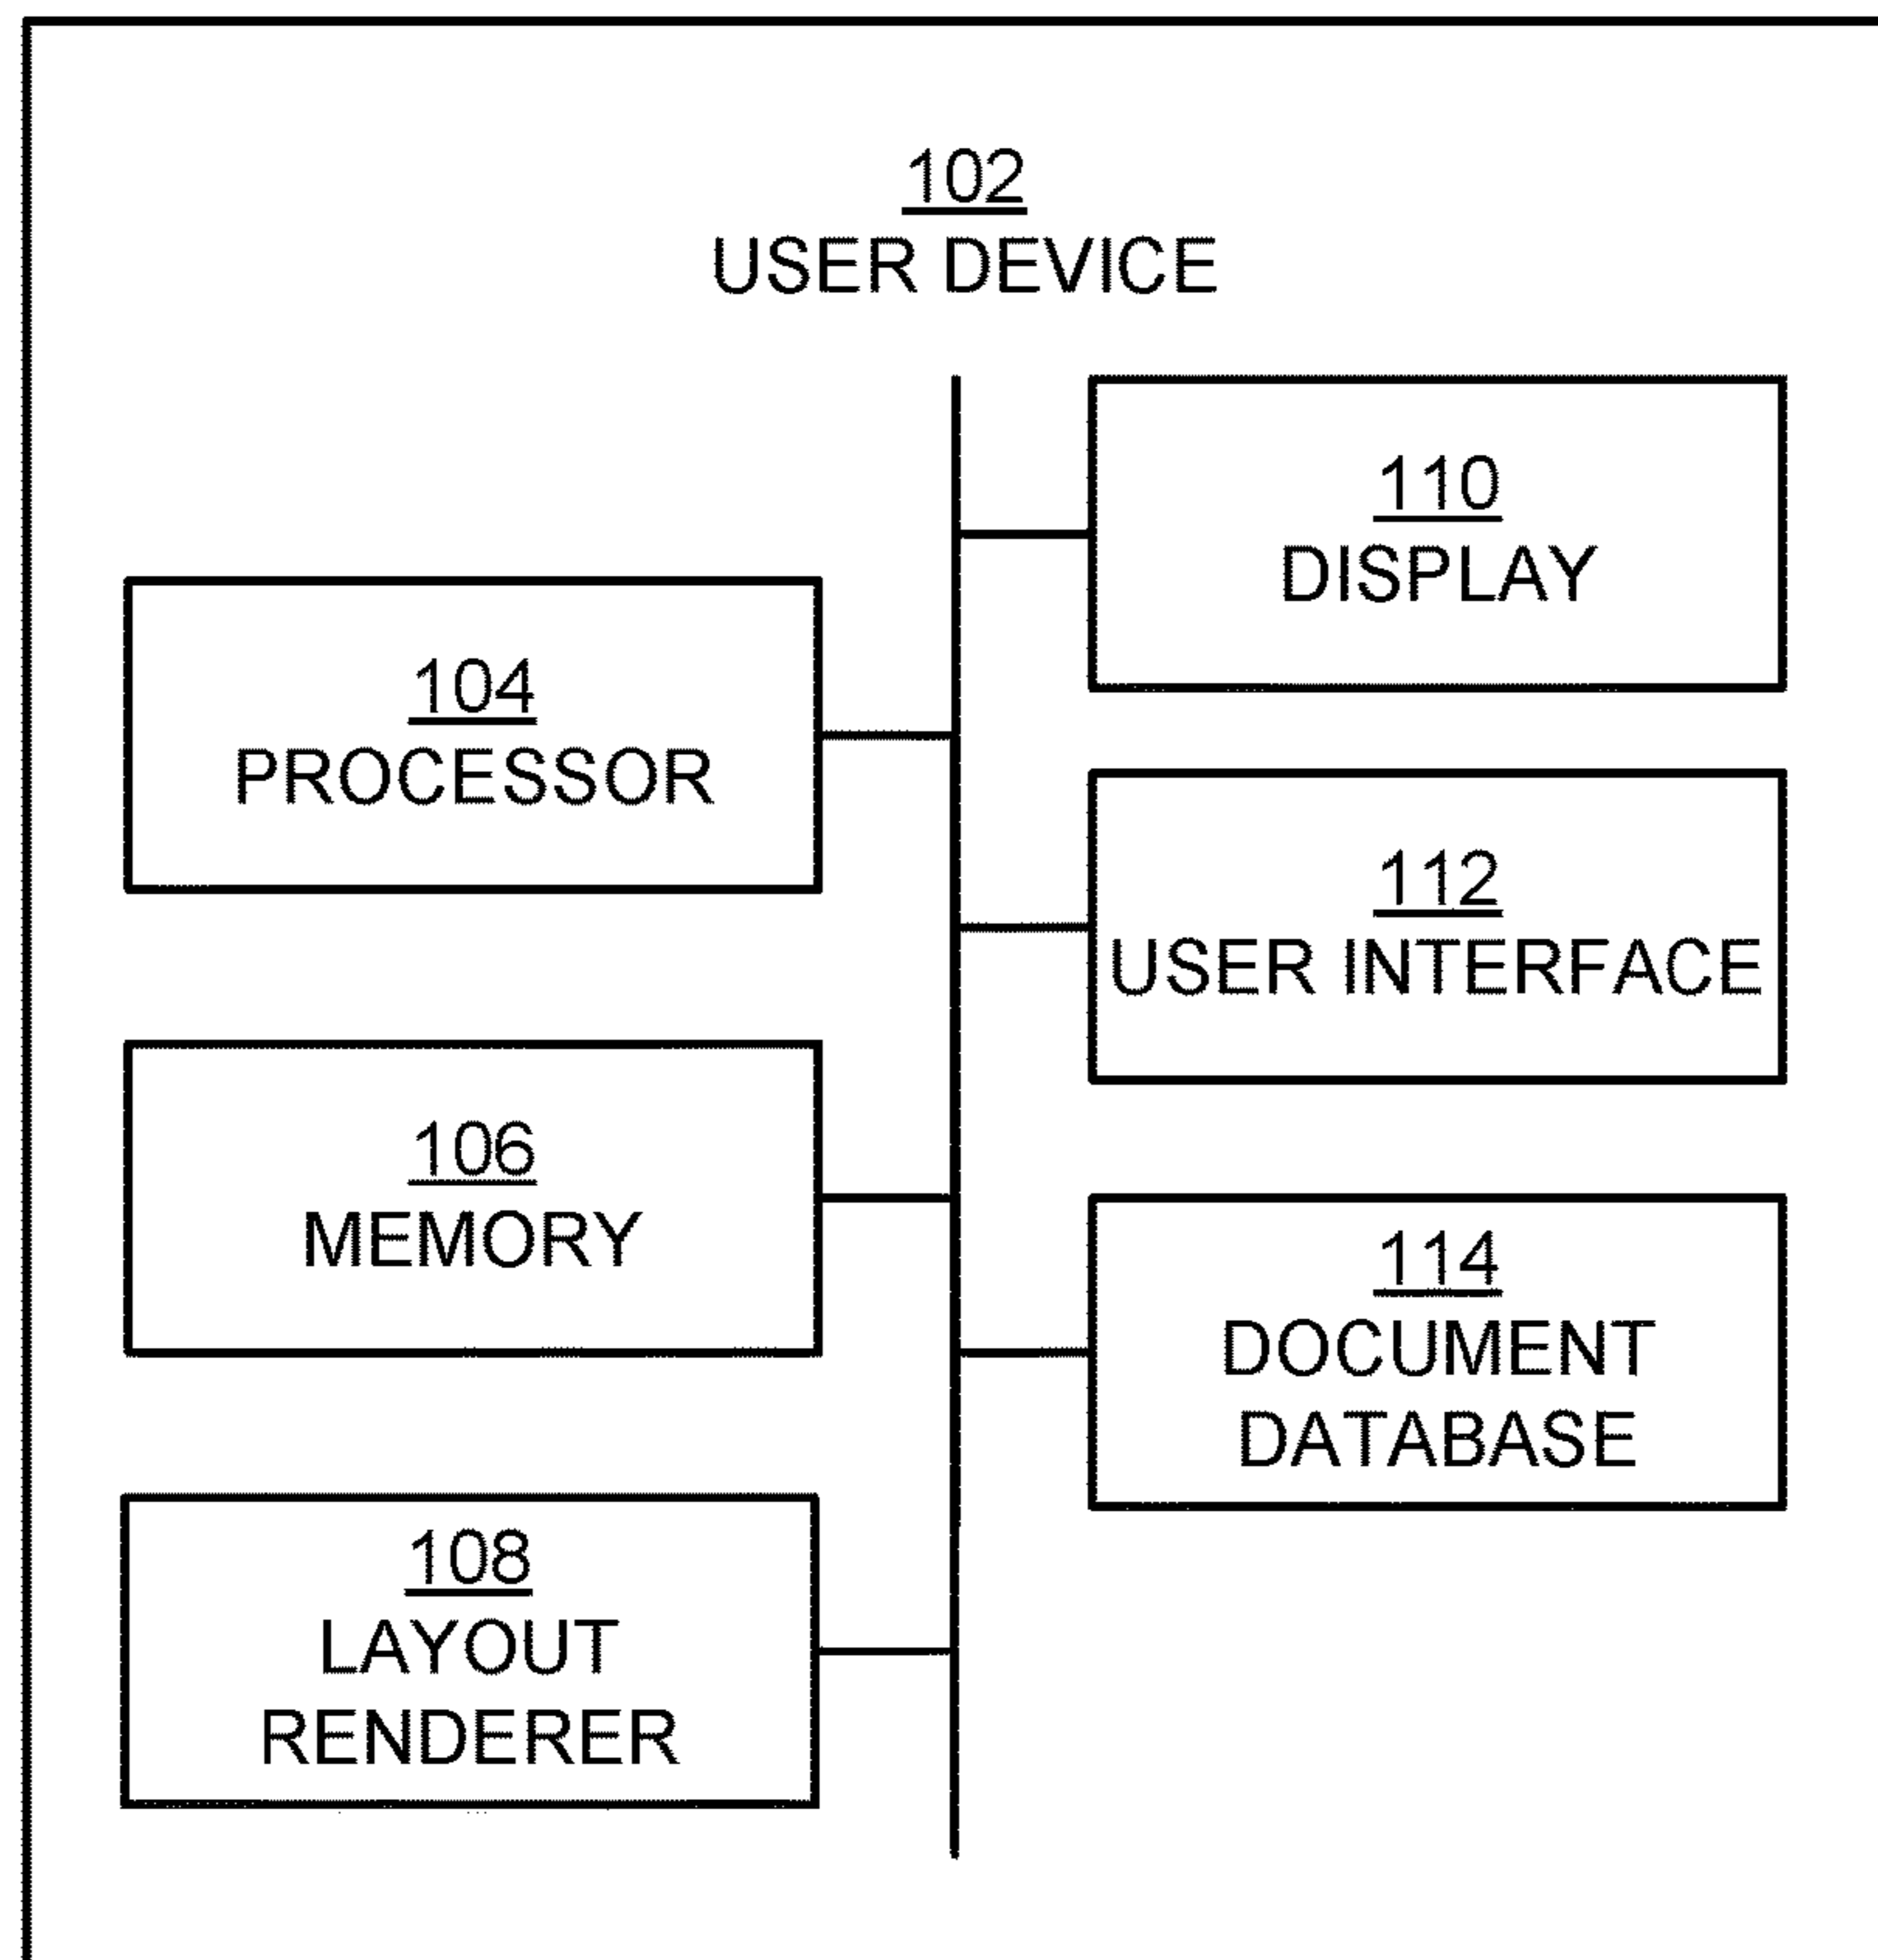 102
USER DEVICE
104
PROCESSOR
106
MEMORY
108
LAYOUT
RENDERER
110
DISPLAY
112
USER INTERFACE
114
DOCUMENT
DATABASE